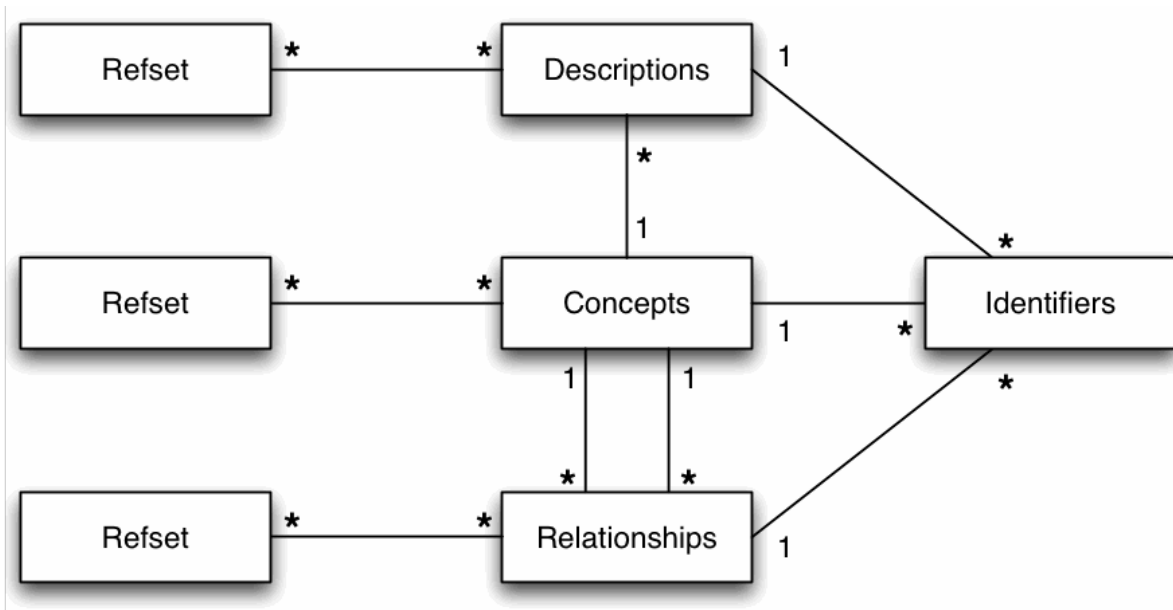 Refset
*
*
Descriptions
1
*
1
*
Refset
*
*
Concepts
1
*
Identifiers
1
1
*
*
*
Refset
*
*
Relationships
1